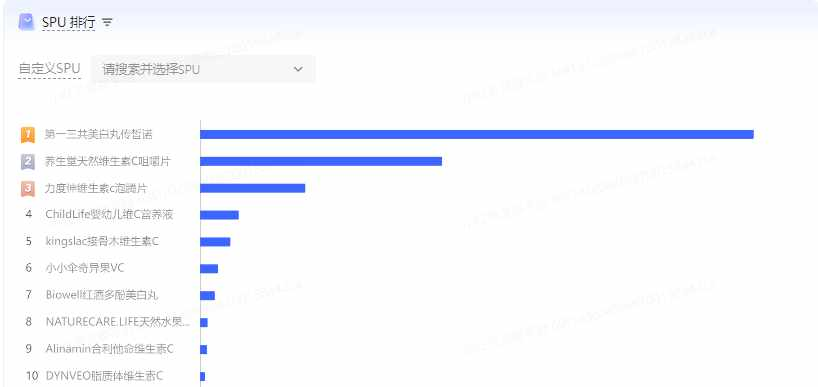 SPU 排行
自定义SPU 请搜索并选择SPU
1 第一三共美白丸传皙诺
2 养生堂天然维生素C咀嚼片
3 力度伸维生素c泡腾片
4 ChildLife婴幼儿维C营养液
5 kingslac接骨木维生素C
6 小小伞奇异果VC
7 Biowell红酒多酚美白丸
8 NATURECARE.LIFE天然水果...
9 Alinamin合利他命维生素C
10 DYNVEO脂质体维生素C